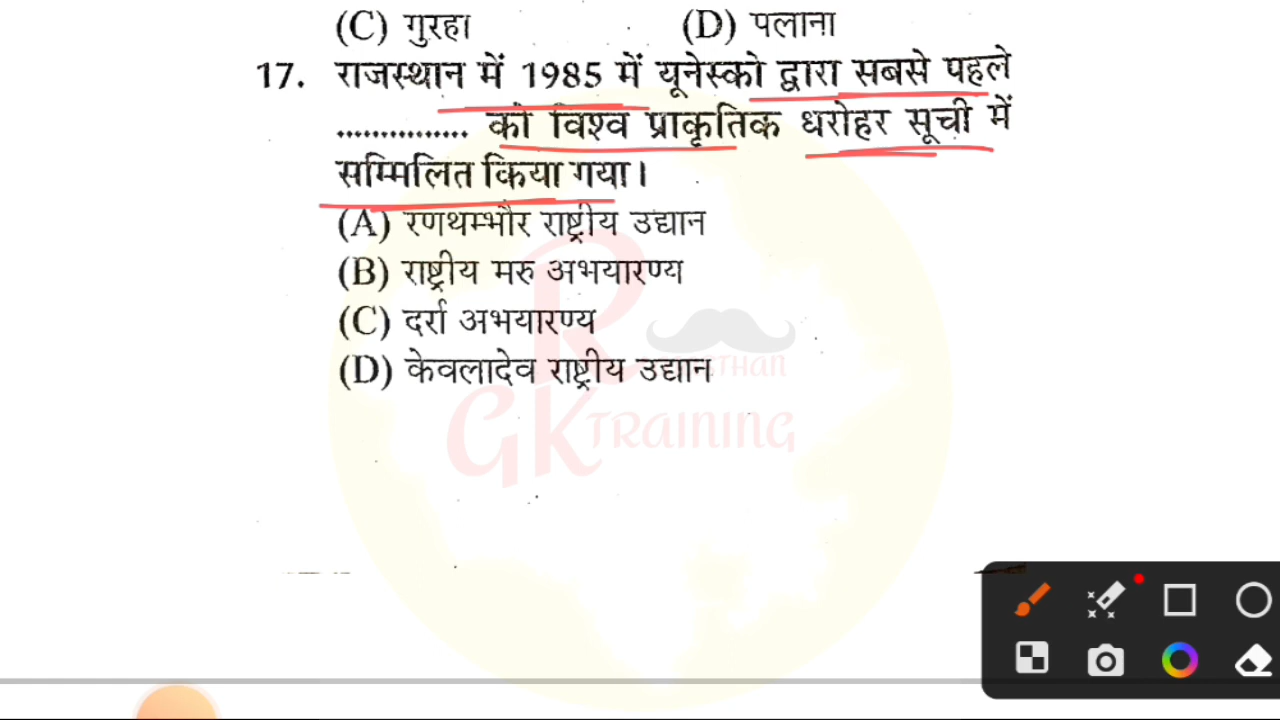 (C) गुरहा (D) पलाना
17. राजस्थान में 1985 में यूनेस्को द्वारा सबसे पहले
............... को विश्व प्राकृतिक धरोहर सूची में
सम्मिलित किया गया।
(A) रणथम्भौर राष्ट्रीय उद्यान
(B) राष्ट्रीय मरु अभयारण्य
(C) दर्रा अभयारण्य
(D) केवलादेव राष्ट्रीय उद्यान
R
GK TRAINING